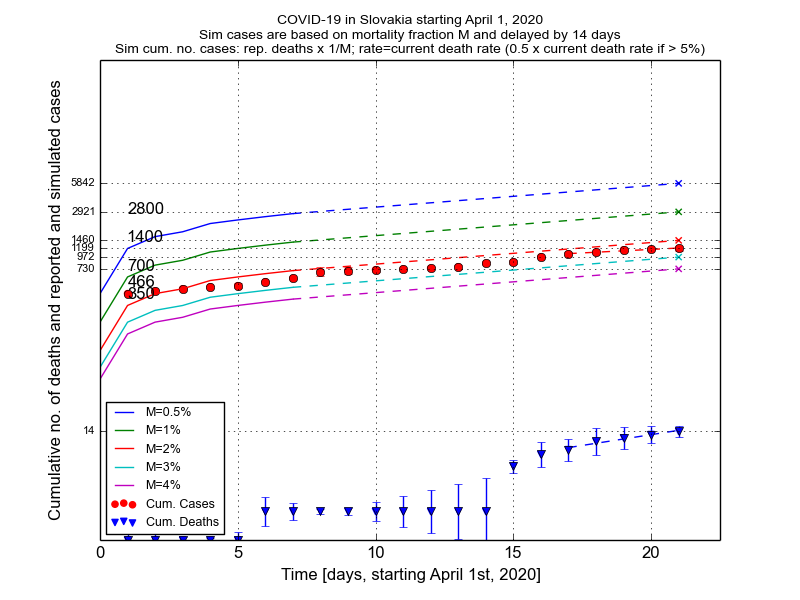 COVID-19 in Slovakia starting April 1, 2020
Sim cases are based on mortality fraction M and delayed by 14 days
Sim cum. no. cases: rep. deaths x 1/M; rate=current death rate (0.5 x current death rate if > 5%)
Cumulative no. of deaths and reported and simulated cases
5842
2921
1460
1199
972
730
14
2800
1400
700
466
350
M=0.5%
M=1%
M=2%
M=3%
M=4%
Cum. Cases
Cum. Deaths
0 5 10 15 20
Time [days, starting April 1st, 2020]